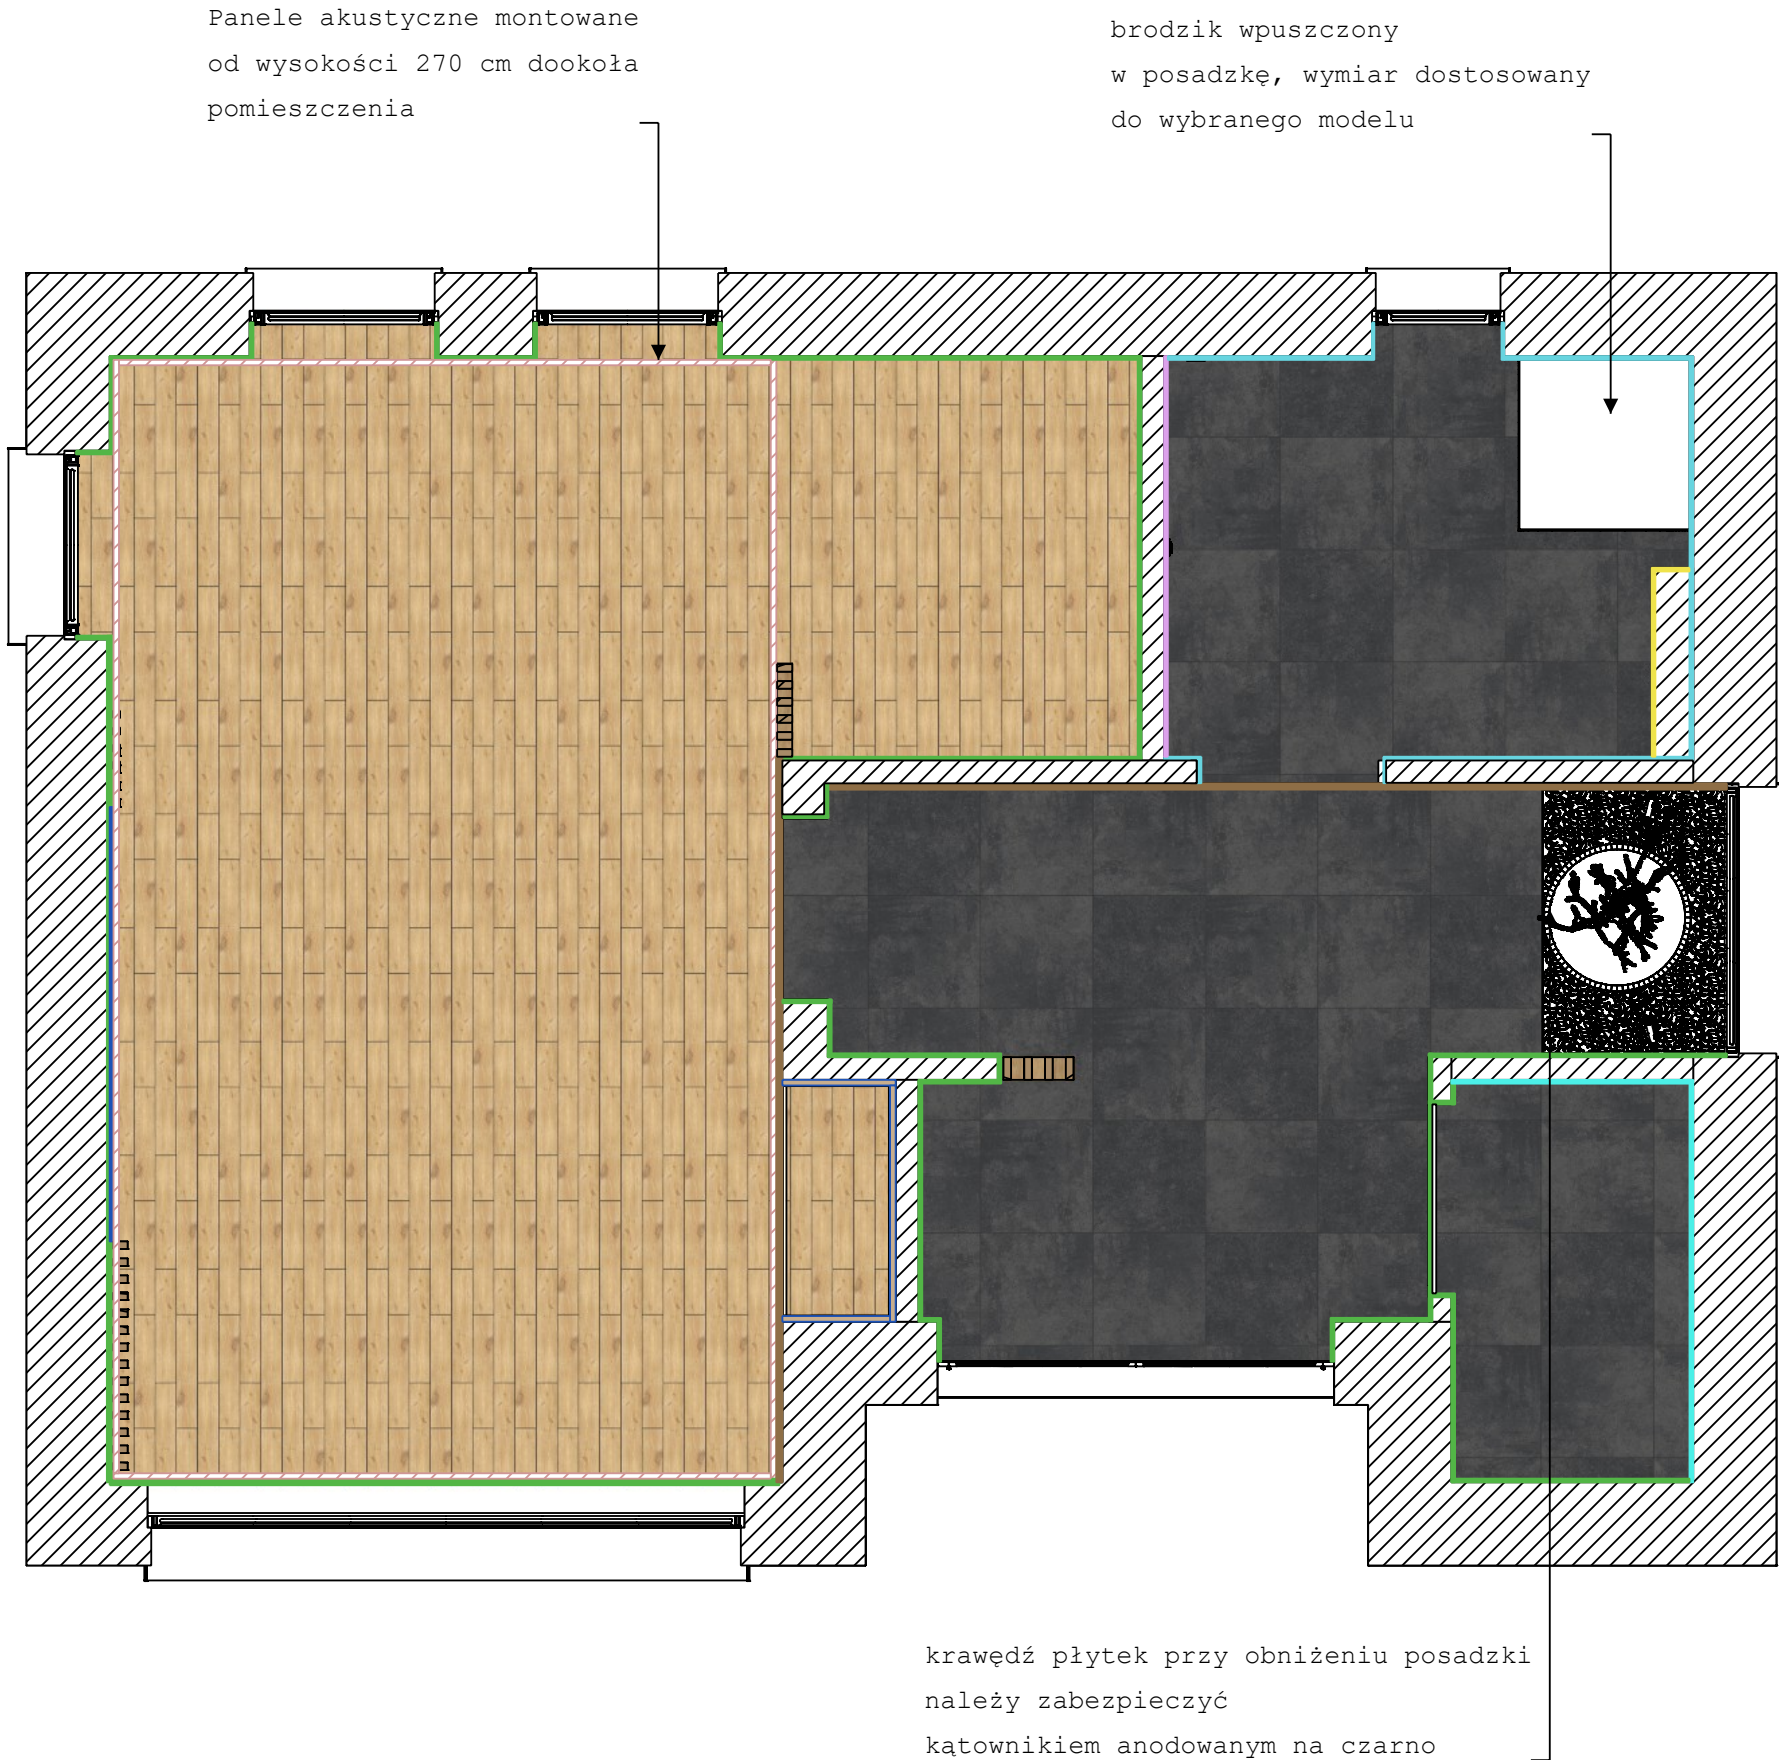 Panele akustyczne montowane
od wysokości 270 cm dookoła
pomieszczenia
brodzik wpuszczony
w posadzkę, wymiar dostosowany
do wybranego modelu
krawędź płytek przy obniżeniu posadzki
należy zabezpieczyć
kątownikiem anodowanym na czarno